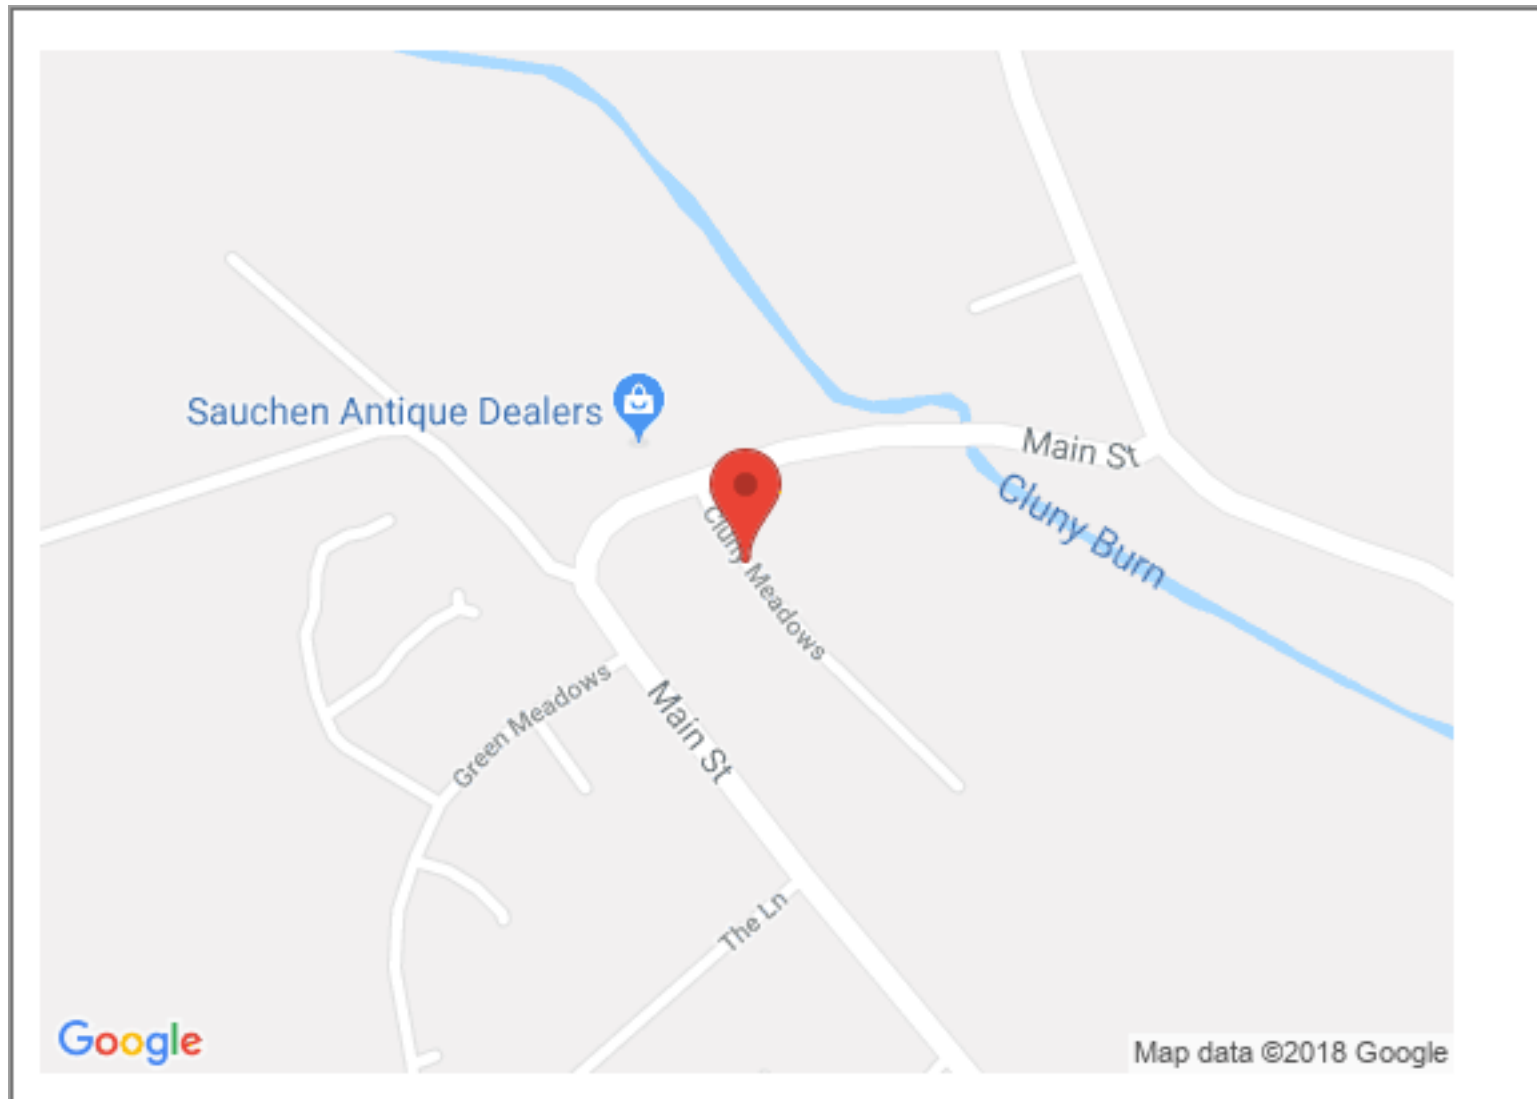 Sauchen Antique Dealers
Main St
Cluny Burn
Cluny Meadows
Green Meadows
Main St
The Ln
Google
Map data ©2018 Google